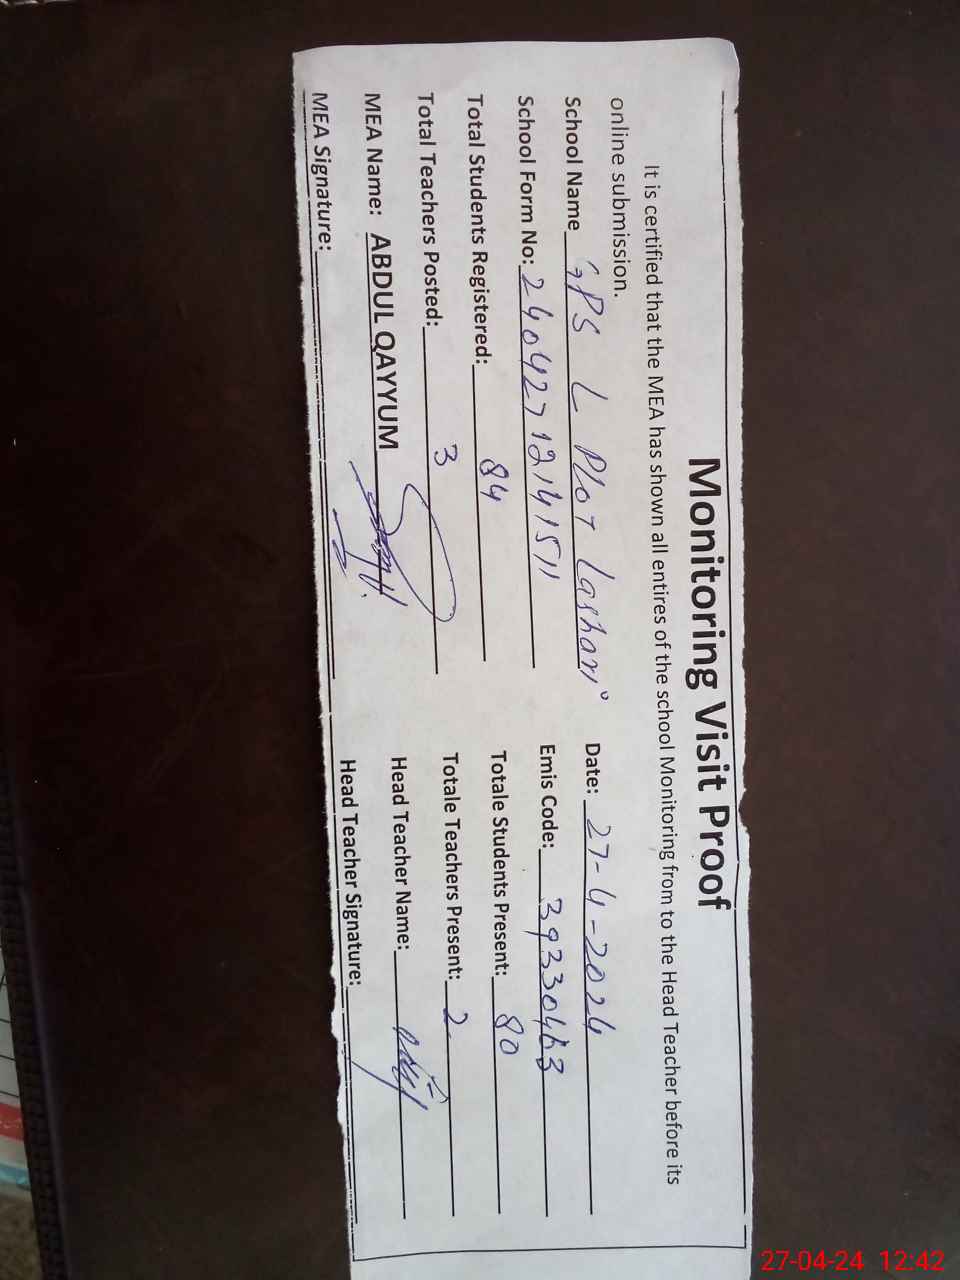 Monitoring Visit Proof
It is certified that the MEA has shown all entires of the school Monitoring from to the Head Teacher before its
online submission.
School Name GPS L Plot Lashari Date: 27-4-2024
School Form No: 24042712141511 Emis Code: 39330463
Total Students Registered: 84 Totale Students Present: 80
Total Teachers Posted: 3 Totale Teachers Present: 2
MEA Name: ABDUL QAYYUM Head Teacher Name:
MEA Signature: Head Teacher Signature:
27-04-24 12:42